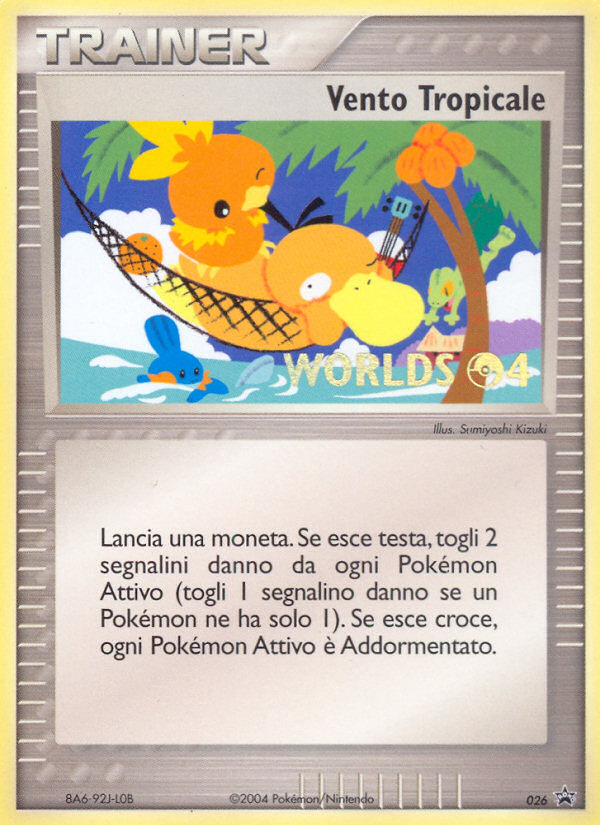 TRAINER
Vento Tropicale
WORLDS 04
Illus. Sumiyoshi Kizuki
Lancia una moneta. Se esce testa, togli 2
segnalini danno da ogni Pokémon
Attivo (togli 1 segnalino danno se un
Pokémon ne ha solo 1). Se esce croce,
ogni Pokémon Attivo è Addormentato.
8A6-92J-L0B
©2004 Pokémon/Nintendo
026